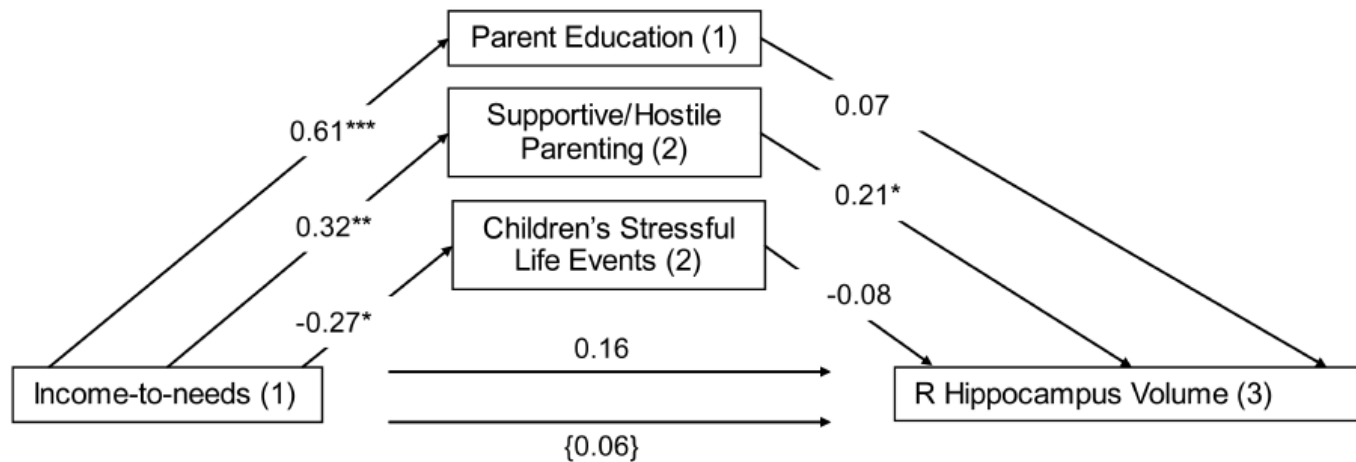 Parent Education (1)
0.61***
0.07
Supportive/Hostile
Parenting (2)
0.32**
0.21*
Children’s Stressful
Life Events (2)
-0.27*
-0.08
0.16
Income-to-needs (1)
R Hippocampus Volume (3)
{0.06}